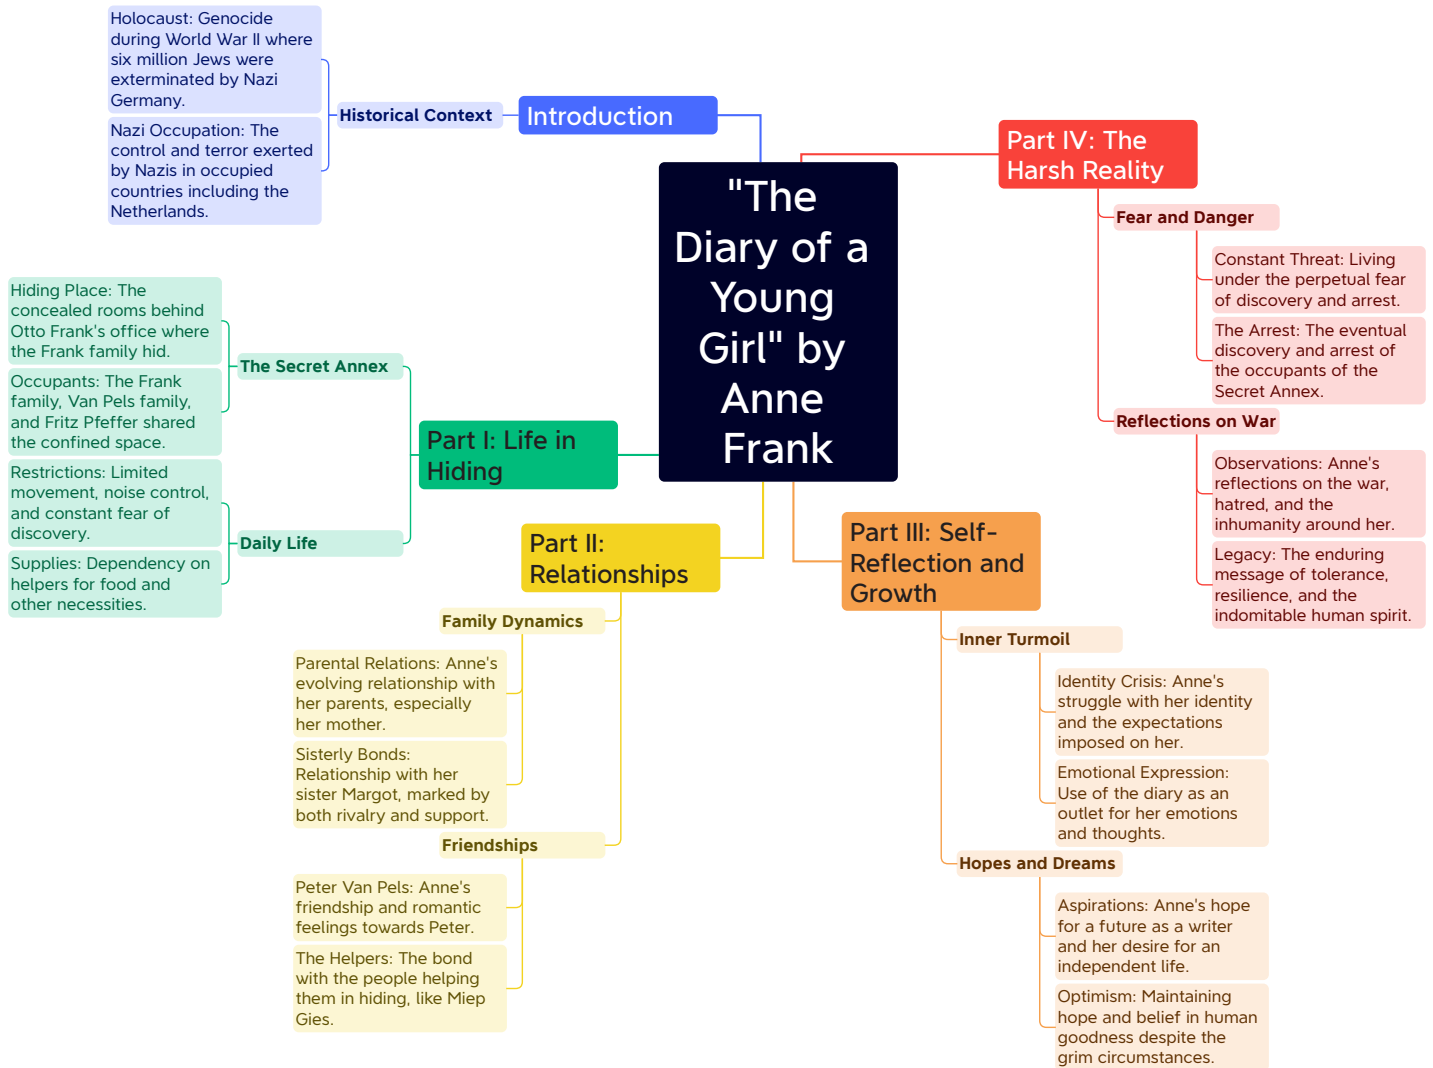 "The
Diary of a
Young
Girl" by
Anne
Frank
Introduction
Historical Context
Holocaust: Genocide
during World War II where
six million Jews were
exterminated by Nazi
Germany.
Nazi Occupation: The
control and terror exerted
by Nazis in occupied
countries including the
Netherlands.
Part I: Life in
Hiding
The Secret Annex
Hiding Place: The
concealed rooms behind
Otto Frank's office where
the Frank family hid.
Occupants: The Frank
family, Van Pels family,
and Fritz Pfeffer shared
the confined space.
Daily Life
Restrictions: Limited
movement, noise control,
and constant fear of
discovery.
Supplies: Dependency on
helpers for food and
other necessities.
Part II:
Relationships
Family Dynamics
Parental Relations: Anne's
evolving relationship with
her parents, especially
her mother.
Sisterly Bonds:
Relationship with her
sister Margot, marked by
both rivalry and support.
Friendships
Peter Van Pels: Anne's
friendship and romantic
feelings towards Peter.
The Helpers: The bond
with the people helping
them in hiding, like Miep
Gies.
Part III: Self-
Reflection and
Growth
Inner Turmoil
Identity Crisis: Anne's
struggle with her identity
and the expectations
imposed on her.
Emotional Expression:
Use of the diary as an
outlet for her emotions
and thoughts.
Hopes and Dreams
Aspirations: Anne's hope
for a future as a writer
and her desire for an
independent life.
Optimism: Maintaining
hope and belief in human
goodness despite the
grim circumstances.
Part IV: The
Harsh Reality
Fear and Danger
Constant Threat: Living
under the perpetual fear
of discovery and arrest.
The Arrest: The eventual
discovery and arrest of
the occupants of the
Secret Annex.
Reflections on War
Observations: Anne's
reflections on the war,
hatred, and the
inhumanity around her.
Legacy: The enduring
message of tolerance,
resilience, and the
indomitable human spirit.